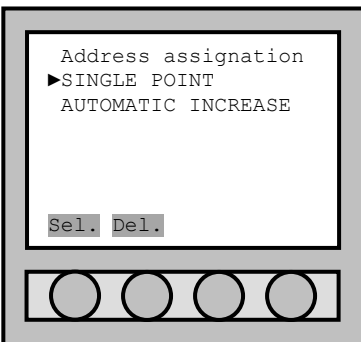 Address assignation
►SINGLE POINT
AUTOMATIC INCREASE
Sel. Del.